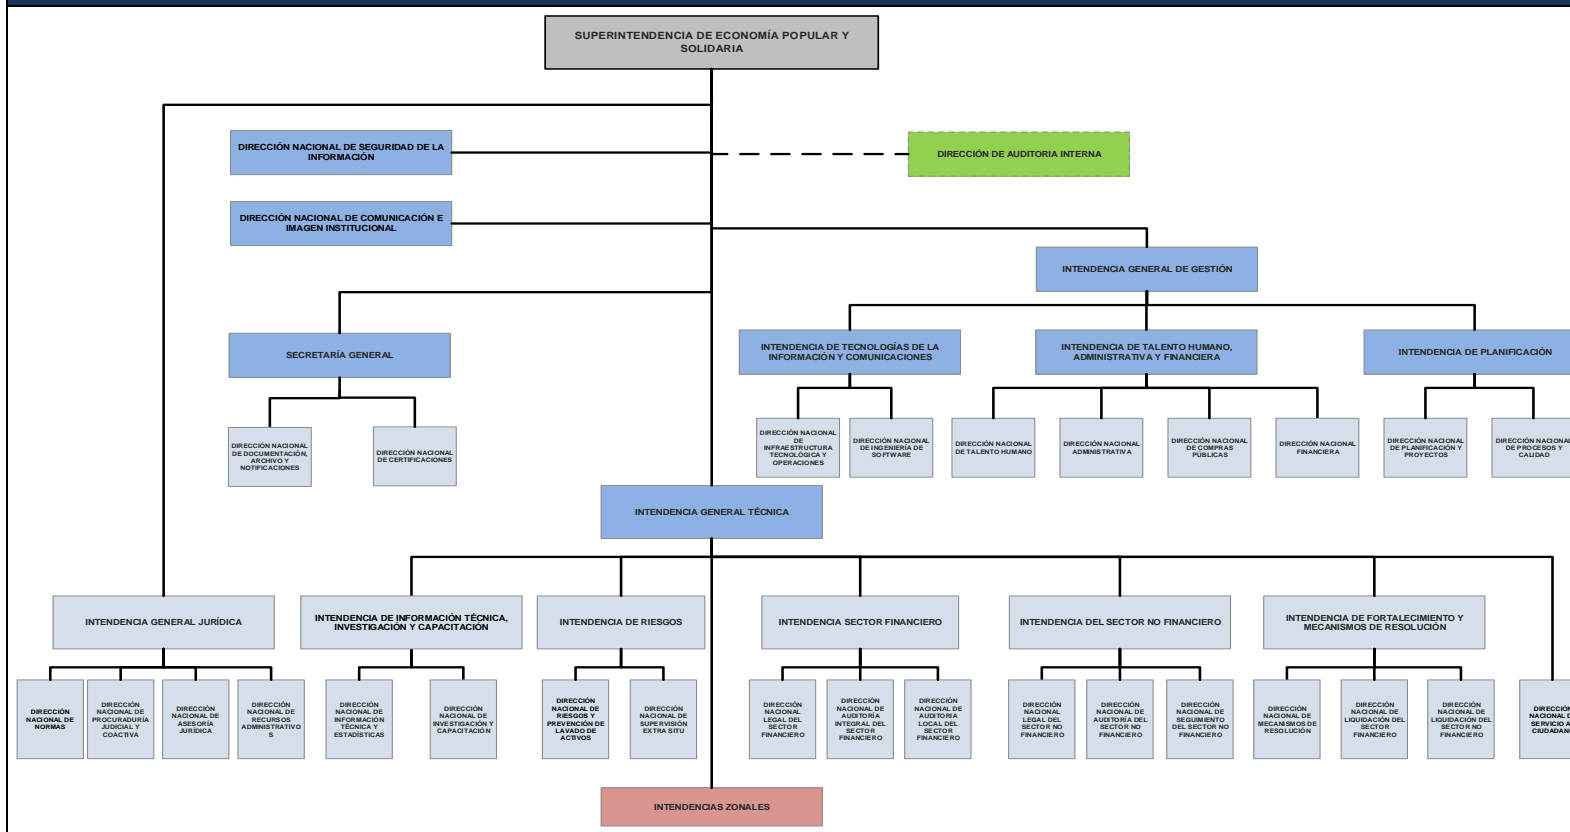 SUPERINTENDENCIA DE ECONOMÍA POPULAR Y
SOLIDARIA
DIRECCIÓN NACIONAL DE SEGURIDAD DE LA
INFORMACIÓN
DIRECCIÓN DE AUDITORIA INTERNA
DIRECCIÓN NACIONAL DE COMUNICACIÓN E
IMAGEN INSTITUCIONAL
INTENDENCIA GENERAL DE GESTIÓN
SECRETARÍA GENERAL
INTENDENCIA DE TECNOLOGÍAS DE LA
INFORMACIÓN Y COMUNICACIONES
INTENDENCIA DE TALENTO HUMANO,
ADMINISTRATIVA Y FINANCIERA
INTENDENCIA DE PLANIFICACIÓN
DIRECCIÓN NACIONAL
DE DOCUMENTACIÓN,
ARCHIVO Y
NOTIFICACIONES
DIRECCIÓN NACIONAL
DE CERTIFICACIONES
DIRECCIÓN NACIONAL
DE
INFRAESTRUCTURA
TECNOLÓGICA Y
OPERACIONES
DIRECCIÓN NACIONAL
DE INGENIERÍA DE
SOFTWARE
DIRECCIÓN NACIONAL
DE TALENTO HUMANO
DIRECCIÓN NACIONAL
ADMINISTRATIVA
DIRECCIÓN NACIONAL
DE COMPRAS
PÚBLICAS
DIRECCIÓN NACIONAL
FINANCIERA
DIRECCIÓN NACIONAL
DE PLANIFICACIÓN Y
PROYECTOS
DIRECCIÓN NACIONAL
DE PROCESOS Y
CALIDAD
INTENDENCIA GENERAL TÉCNICA
INTENDENCIA GENERAL JURÍDICA
INTENDENCIA DE INFORMACIÓN TÉCNICA,
INVESTIGACIÓN Y CAPACITACIÓN
INTENDENCIA DE RIESGOS
INTENDENCIA SECTOR FINANCIERO
INTENDENCIA DEL SECTOR NO FINANCIERO
INTENDENCIA DE FORTALECIMIENTO Y
MECANISMOS DE RESOLUCIÓN
DIRECCIÓN
NACIONAL DE
NORMAS
DIRECCIÓN
NACIONAL DE
PROCURADURÍA
JUDICIAL Y
COACTIVA
DIRECCIÓN
NACIONAL DE
ASESORÍA
JURÍDICA
DIRECCIÓN
NACIONAL DE
RECURSOS
ADMINISTRATIVO
S
DIRECCIÓN
NACIONAL DE
INFORMACIÓN
TÉCNICA Y
ESTADÍSTICAS
DIRECCIÓN
NACIONAL DE
INVESTIGACIÓN Y
CAPACITACIÓN
DIRECCIÓN
NACIONAL DE
RIESGOS Y
PREVENCIÓN DE
LAVADO DE
ACTIVOS
DIRECCIÓN
NACIONAL DE
SUPERVISIÓN
EXTRA SITU
DIRECCIÓN
NACIONAL
LEGAL DEL
SECTOR
FINANCIERO
DIRECCIÓN
NACIONAL DE
AUDITORÍA
INTEGRAL DEL
SECTOR
FINANCIERO
DIRECCIÓN
NACIONAL DE
AUDITORIA
LOCAL DEL
SECTOR
FINANCIERO
DIRECCIÓN
NACIONAL
LEGAL DEL
SECTOR NO
FINANCIERO
DIRECCIÓN
NACIONAL DE
AUDITORÍA DEL
SECTOR NO
FINANCIERO
DIRECCIÓN
NACIONAL DE
SEGUIMIENTO
DEL SECTOR NO
FINANCIERO
DIRECCIÓN
NACIONAL DE
MECANISMOS DE
RESOLUCIÓN
DIRECCIÓN
NACIONAL DE
LIQUIDACIÓN DEL
SECTOR
FINANCIERO
DIRECCIÓN
NACIONAL DE
LIQUIDACIÓN DEL
SECTOR NO
FINANCIERO
DIRECCIÓN
NACIONAL
SERVICIO
INTENDENCIAS ZONALES